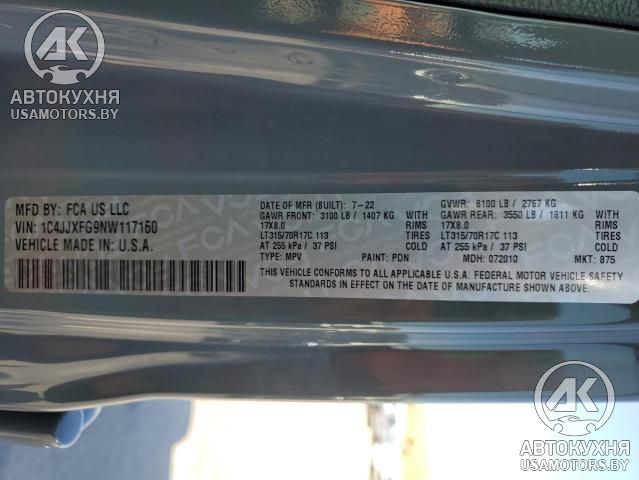 АК
АВТОКУХНЯ
USAMOTORS.BY
MFD BY: FCA US LLC
VIN: 1C4JJXFG9NW117160
VEHICLE MADE IN U.S.A.
DATE OF MFR (BUILT): 7-22 GVWR: 6100 LB / 2767 KG
GAWR FRONT: 3100 LB / 1407 KG WITH GAWR REAR: 3550 LB / 1611 KG WITH
17X8.0 RIMS 17X8.0 RIMS
LT315/70R17C 113 TIRES LT315/70R17C 113 TIRES
AT 255 kPa / 37 PSI COLD AT 255 kPa / 37 PSI COLD
TYPE: MPV PAINT: PDN MDH: 072010 MKT: 875
THIS VEHICLE CONFORMS TO ALL APPLICABLE U.S.A. FEDERAL MOTOR VEHICLE SAFETY
STANDARDS IN EFFECT ON THE DATE OF MANUFACTURE SHOWN ABOVE.
АК
АВТОКУХНЯ
USAMOTORS.BY